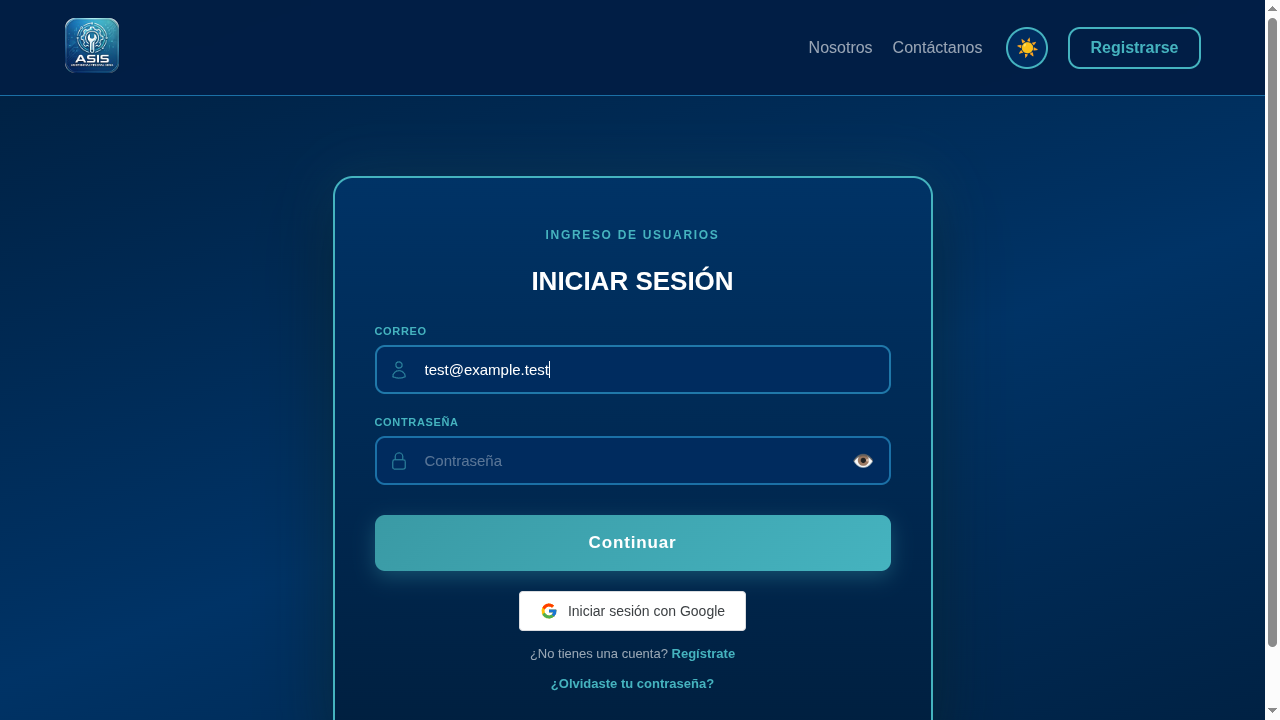 ASIS
Nosotros
Contáctanos
Registrarse
INGRESO DE USUARIOS
INICIAR SESIÓN
CORREO
test@example.test
CONTRASEÑA
Contraseña
Continuar
Iniciar sesión con Google
¿No tienes una cuenta? Regístrate
¿Olvidaste tu contraseña?